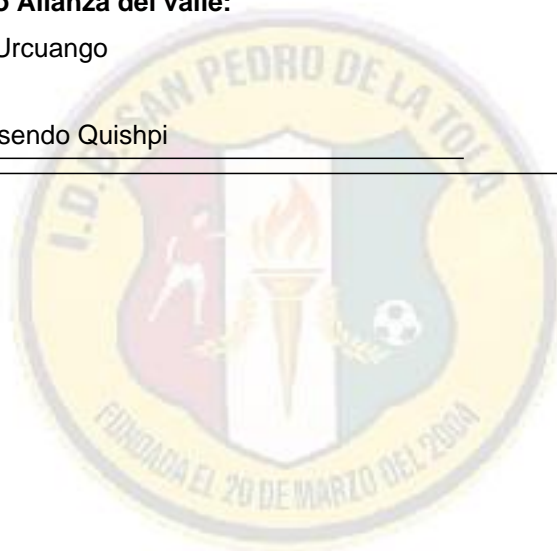 o Alianza del valle:
Urcuango
sendo Quishpi
I.D.B. SAN PEDRO DE LA TOLA
FUNDADA EL 20 DE MARZO DEL 2004